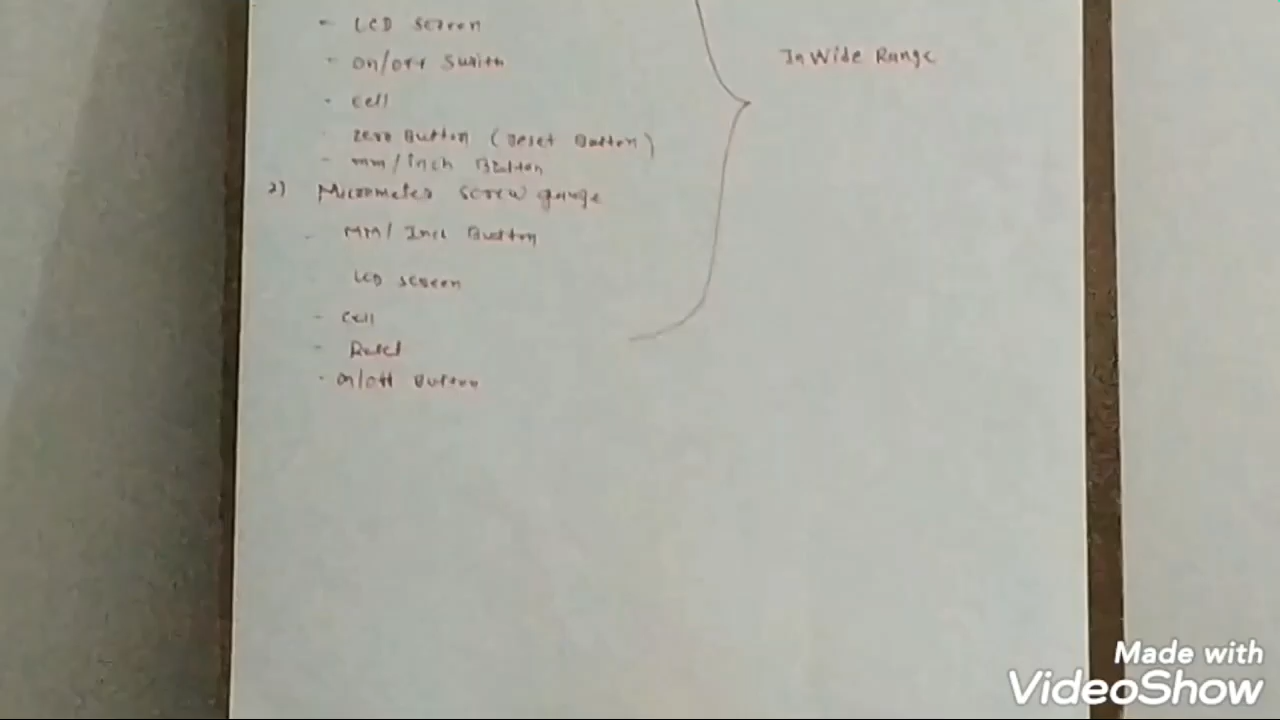 - LCD Screen
- On/off Switch
In Wide Range
- Cell
- Zero Button (Reset Button)
- mm/inch Button
2) Micrometer screw gauge
- MM/Inch Button
LCD screen
- Cell
- Reset
- On/off Button
Made with
VideoShow